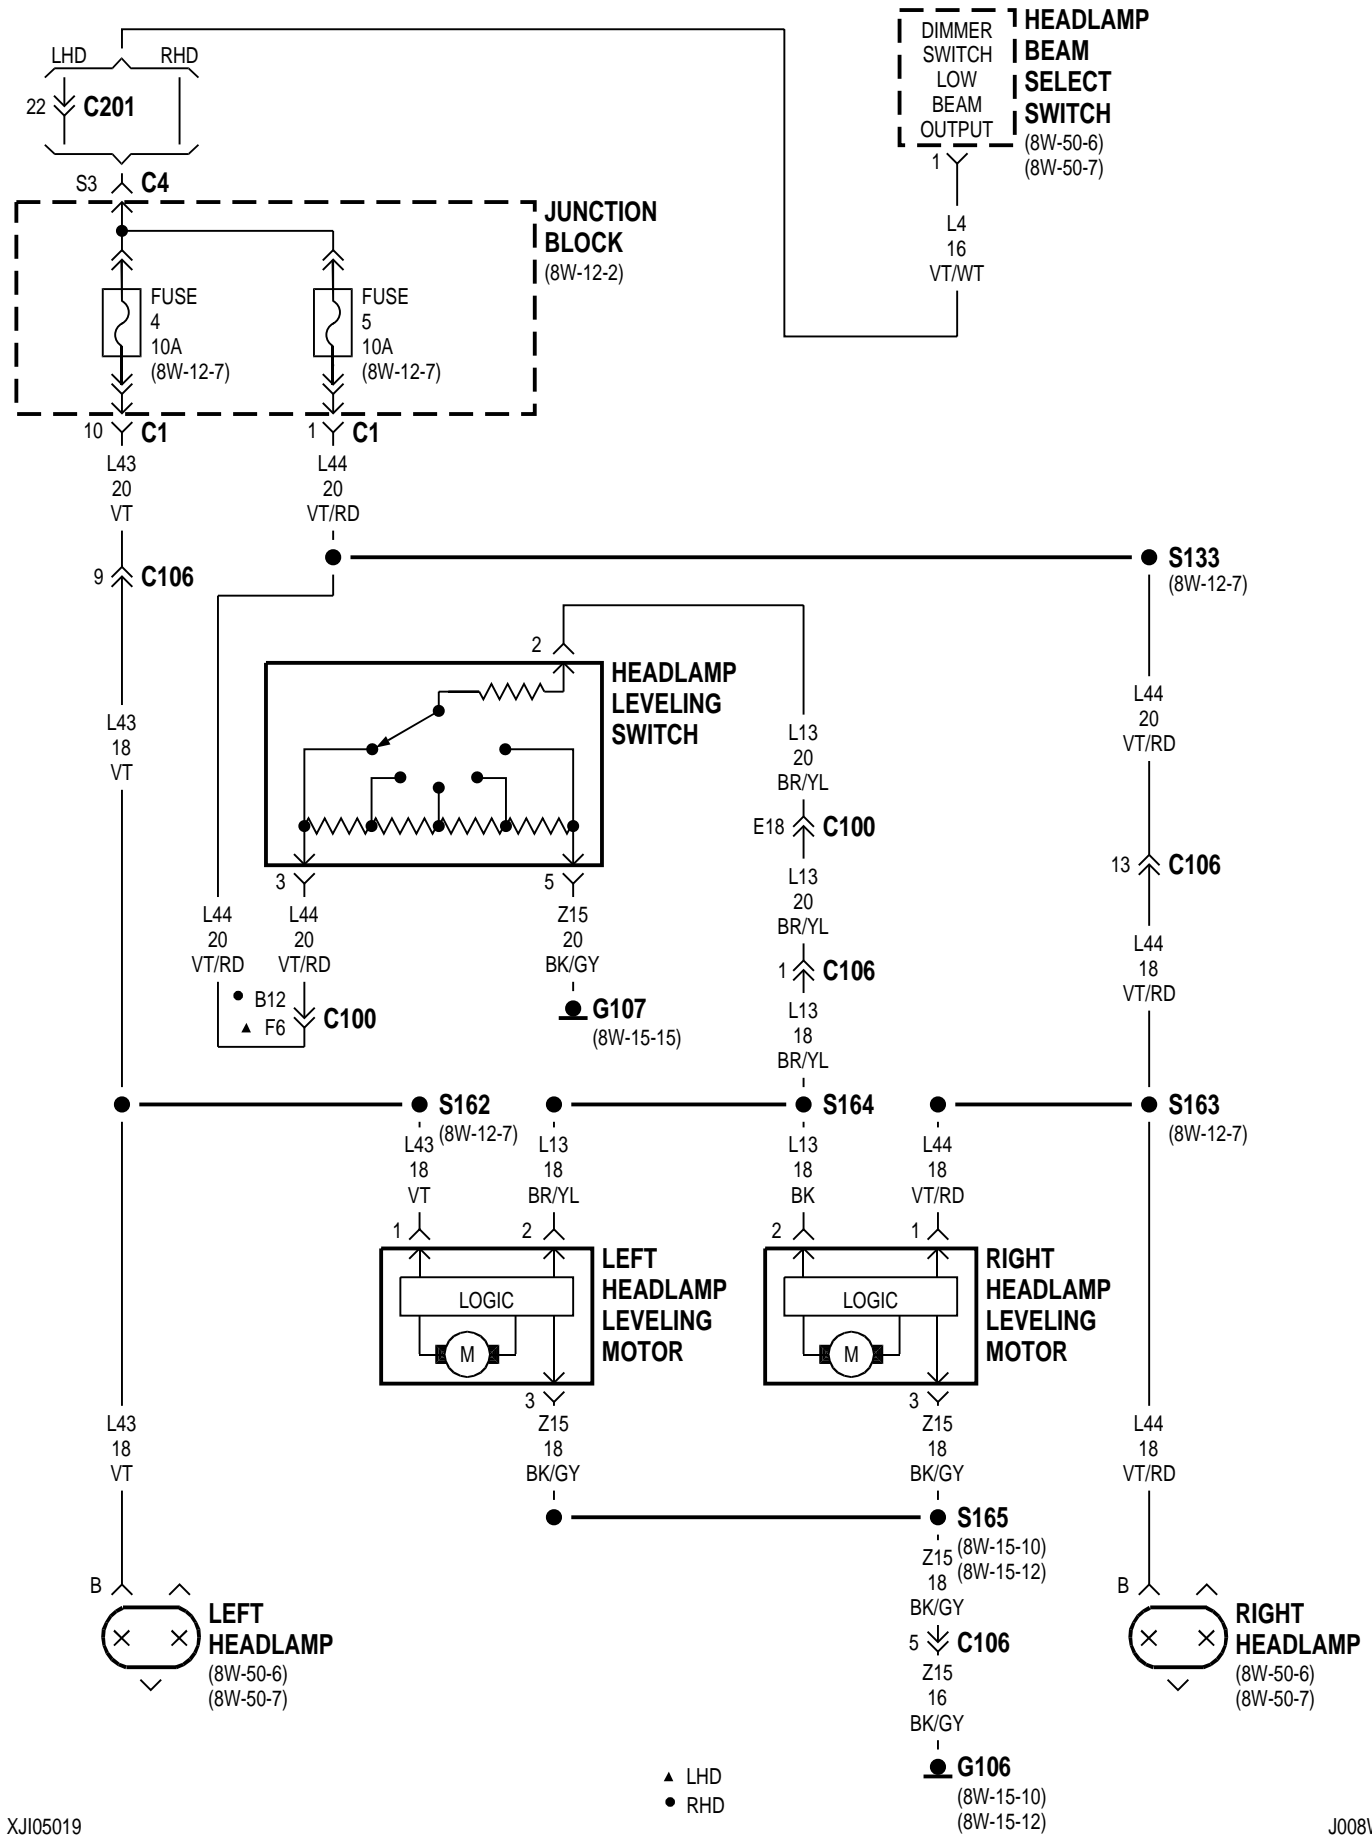 LHD
RHD
22
C201
S3
C4
DIMMER
SWITCH
LOW
BEAM
OUTPUT
HEADLAMP
BEAM
SELECT
SWITCH
(8W-50-6)
(8W-50-7)
1
L4
16
VT/WT
JUNCTION
BLOCK
(8W-12-2)
FUSE
4
10A
(8W-12-7)
FUSE
5
10A
(8W-12-7)
10
C1
1
C1
L43
20
VT
L44
20
VT/RD
9
C106
S133
(8W-12-7)
2
HEADLAMP
LEVELING
SWITCH
L43
18
VT
L13
20
BR/YL
L44
20
VT/RD
E18
C100
13
C106
3
5
L44
20
VT/RD
L44
20
VT/RD
Z15
20
BK/GY
L13
20
BR/YL
L44
18
VT/RD
1
C106
● B12
▲ F6
C100
G107
(8W-15-15)
L13
18
BR/YL
S162
(8W-12-7)
S164
S163
(8W-12-7)
L43
18
VT
L13
18
BR/YL
L13
18
BK
L44
18
VT/RD
1
2
2
1
LOGIC
M
LEFT
HEADLAMP
LEVELING
MOTOR
LOGIC
M
RIGHT
HEADLAMP
LEVELING
MOTOR
3
3
L43
18
VT
Z15
18
BK/GY
Z15
18
BK/GY
L44
18
VT/RD
S165
(8W-15-10)
(8W-15-12)
Z15
18
BK/GY
B
LEFT
HEADLAMP
(8W-50-6)
(8W-50-7)
5
C106
Z15
16
BK/GY
B
RIGHT
HEADLAMP
(8W-50-6)
(8W-50-7)
G106
(8W-15-10)
(8W-15-12)
▲ LHD
● RHD
XJI05019